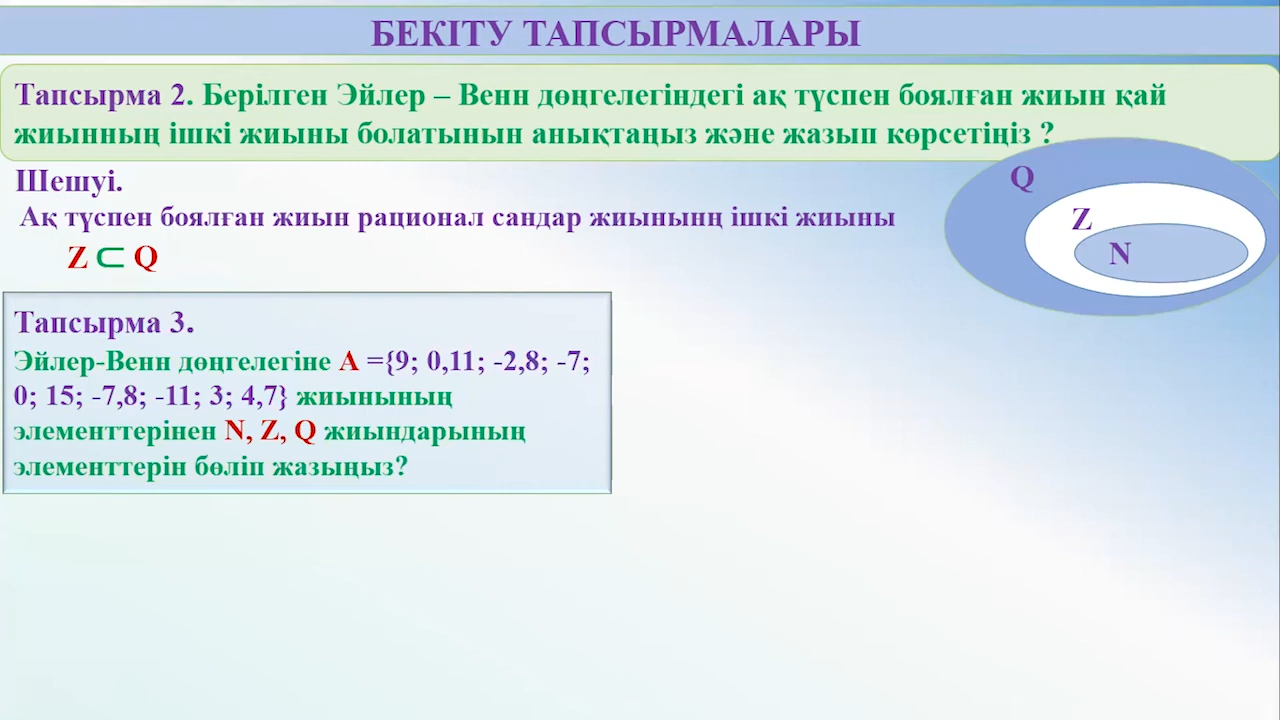 БЕКІТУ ТАПСЫРМАЛАРЫ
Тапсырма 2. Берілген Эйлер – Венн дөңгелегіндегі ақ түспен боялған жиын қай
жиынның ішкі жиыны болатынын анықтаңыз және жазып көрсетіңіз ?
Шешуі.
Ақ түспен боялған жиын рационал сандар жиынынң ішкі жиыны
Z ⊂ Q
Q
Z
N
Тапсырма 3.
Эйлер-Венн дөңгелегіне А ={9; 0,11; -2,8; -7;
0; 15; -7,8; -11; 3; 4,7} жиынының
элементтерінен N, Z, Q жиындарының
элементтерін бөліп жазыңыз?